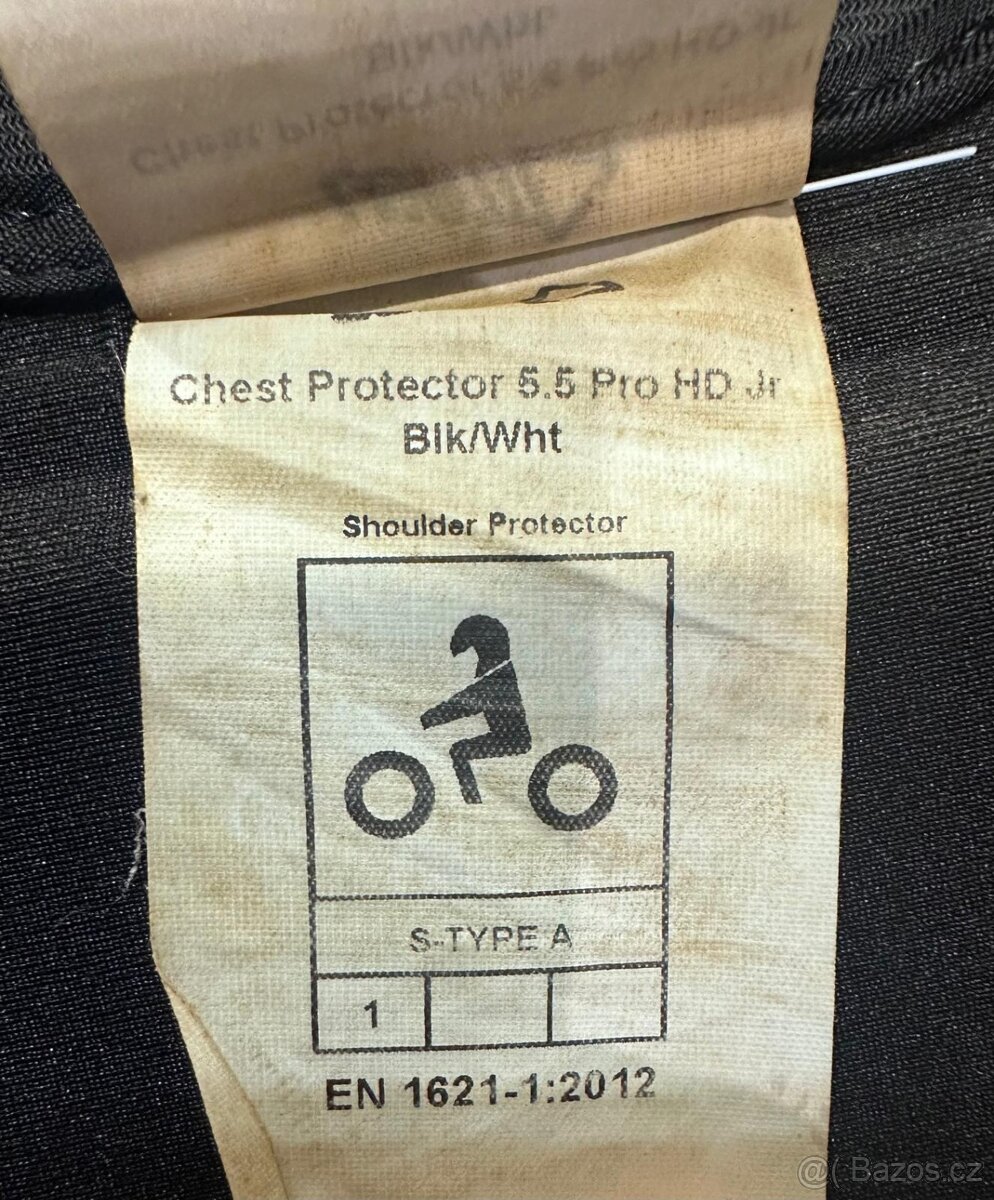 Chest Protector 5.5 Pro HD Jr
Blk/Wht
Shoulder Protector
S-TYPE A
1
EN 1621-1:2012
@( Bazos.cz